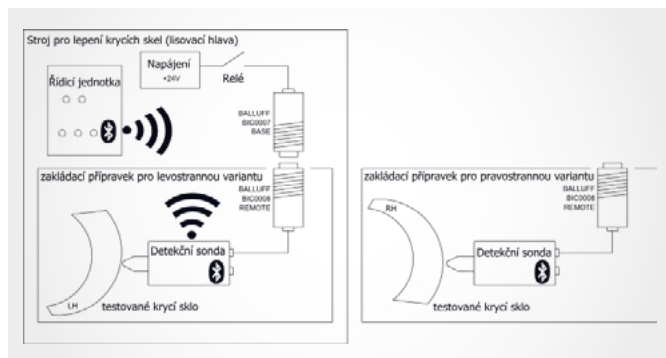 Stroj pro lepení krycích skel (lisovací hlava)
Řídicí jednotka
Napájení
+24V
Relé
BALLUFF
BIC0007
BASE
zakládací přípravek pro levostrannou variantu
BALLUFF
BIC0008
REMOTE
Detekční sonda
LH
testované krycí sklo
zakládací přípravek pro pravostrannou variantu
BALLUFF
BIC0008
REMOTE
RH
Detekční sonda
testované krycí sklo